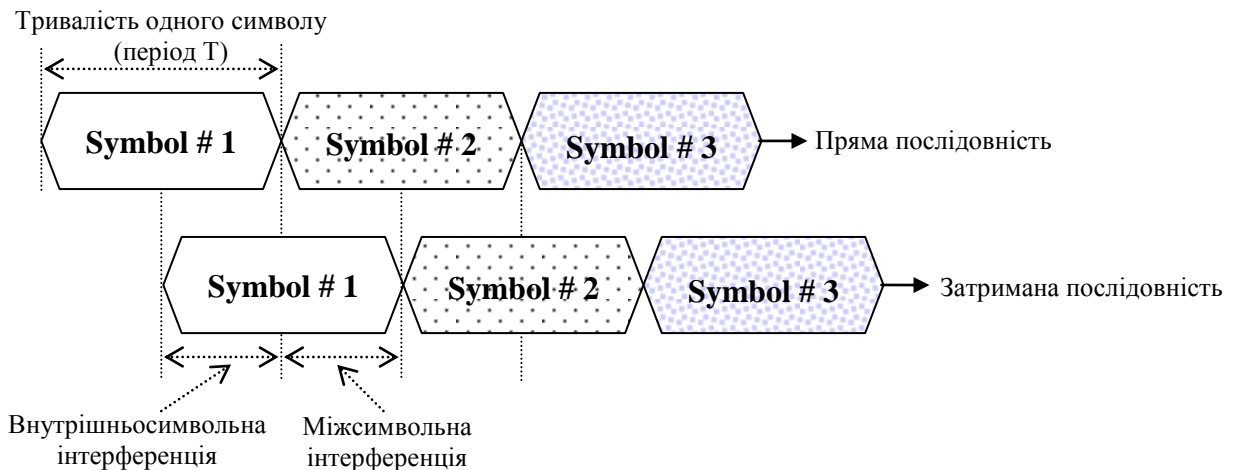 Тривалість одного символу
(період Т)
Symbol # 1
Symbol # 2
Symbol # 3
Пряма послідовність
Symbol # 1
Symbol # 2
Symbol # 3
Затримана послідовність
Внутрішньосимвольна
інтерференція
Міжсимвольна
інтерференція